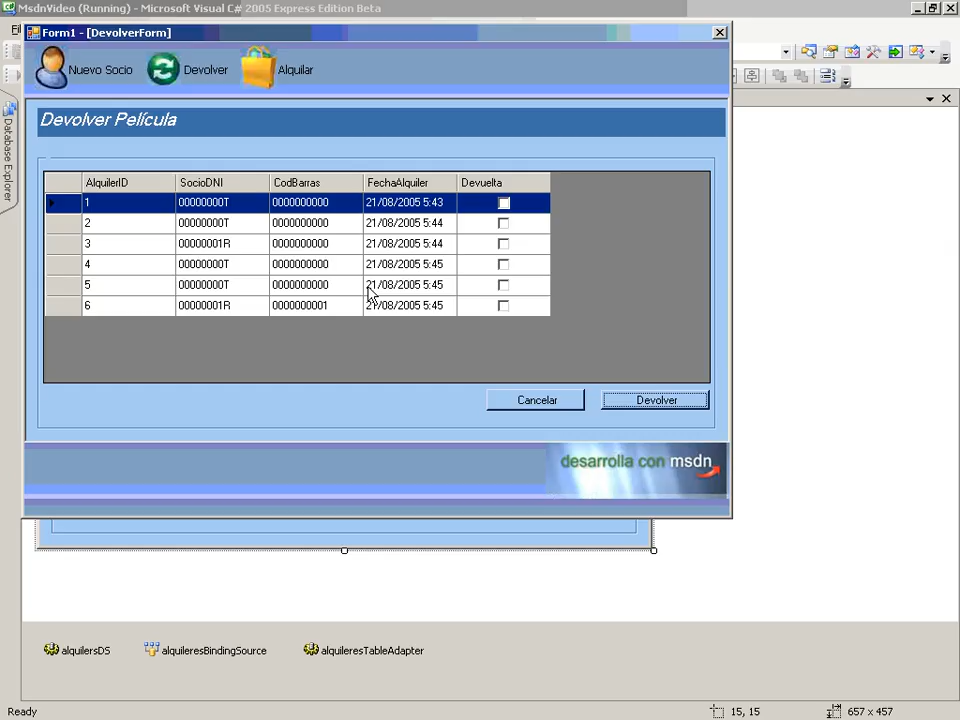 MsdnVideo (Running) - Microsoft Visual C# 2005 Express Edition Beta
Form1 - [DevolverForm]
Nuevo Socio Devolver Alquilar
Database Explorer
Devolver Película
AlquilerID SocioDNI CodBarras FechaAlquiler Devuelta
1 00000000T 0000000000 21/08/2005 5:43
2 00000000T 0000000000 21/08/2005 5:44
3 00000001R 0000000000 21/08/2005 5:44
4 00000000T 0000000000 21/08/2005 5:45
5 00000000T 0000000000 21/08/2005 5:45
6 00000001R 0000000001 21/08/2005 5:45
Cancelar Devolver
desarrolla con msdn
alquilersDS alquileresBindingSource alquileresTableAdapter
Ready 15, 15 657 x 457